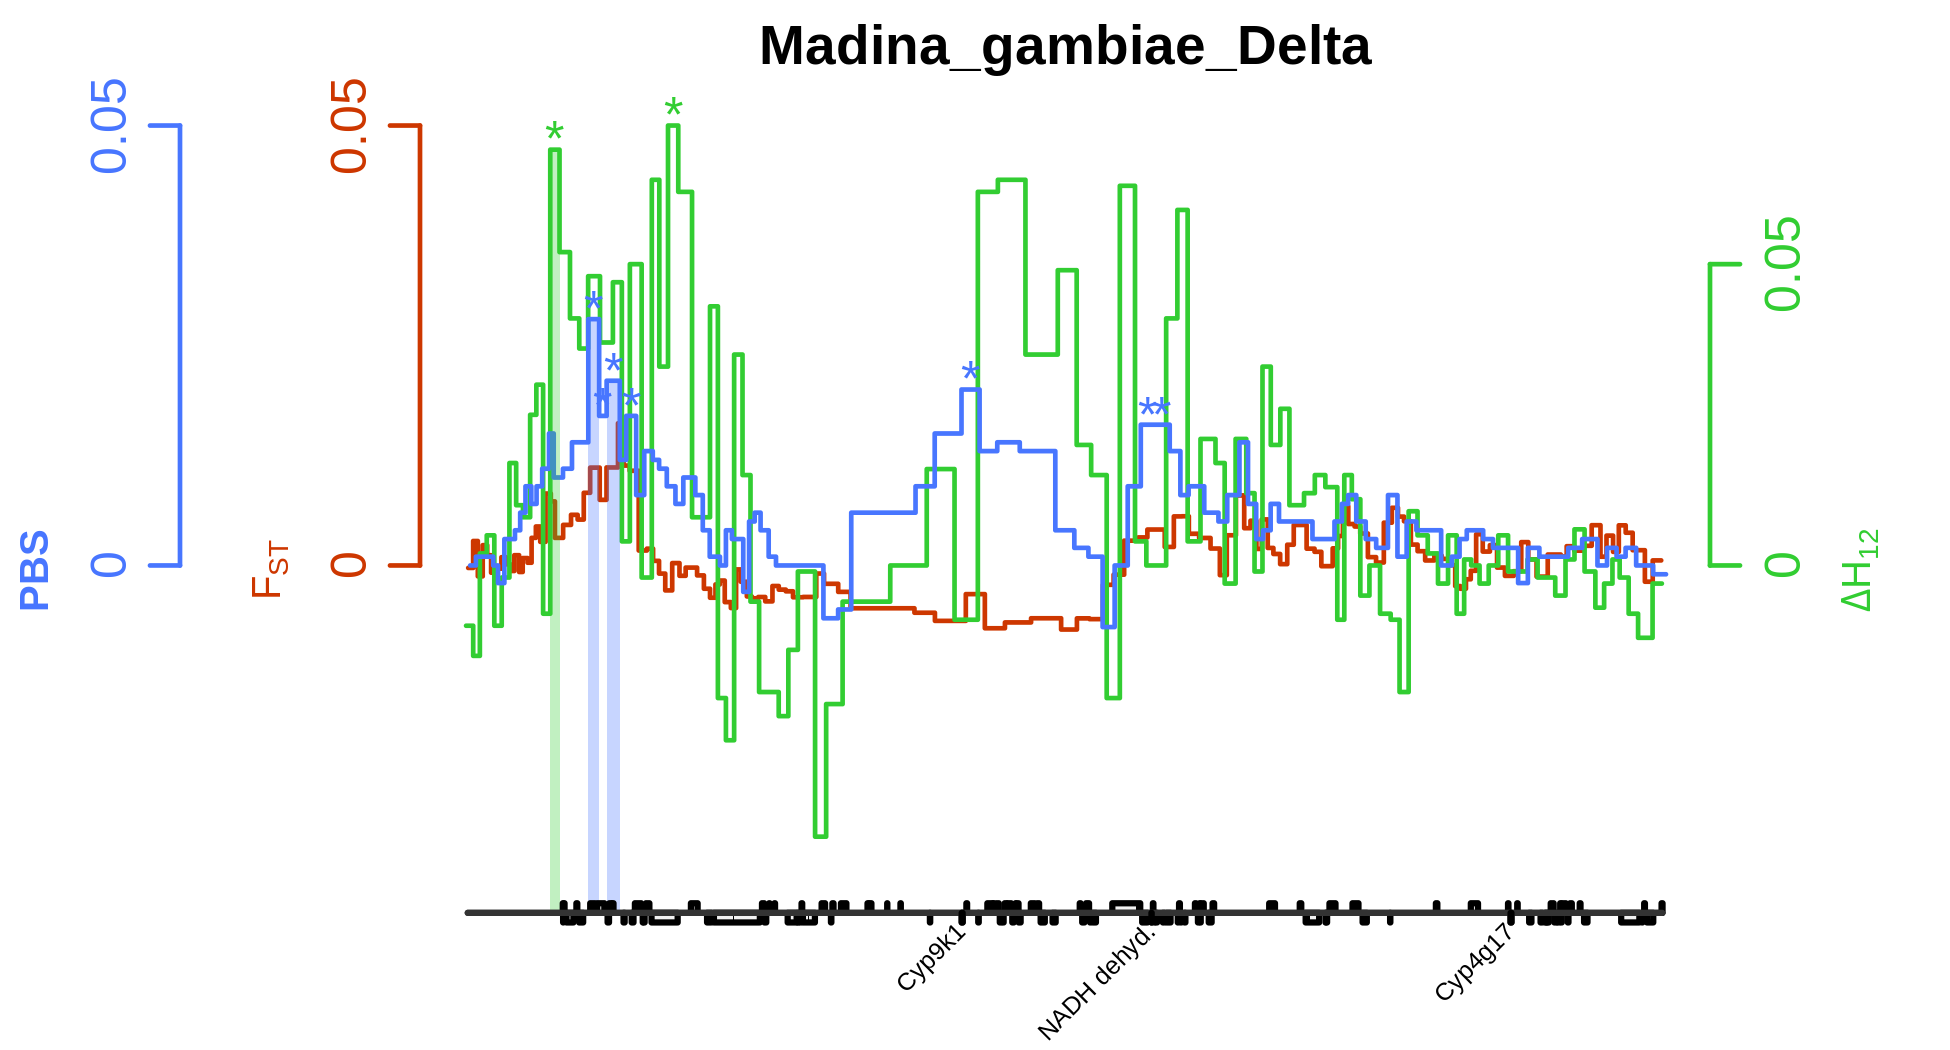 Madina_gambiae_Delta
PBS
0
0.05
FST
0
0.05
*
*
*
*
*
*
*
**
ΔH12
0
0.05
Cyp9k1
NADH dehyd.
Cyp4g17